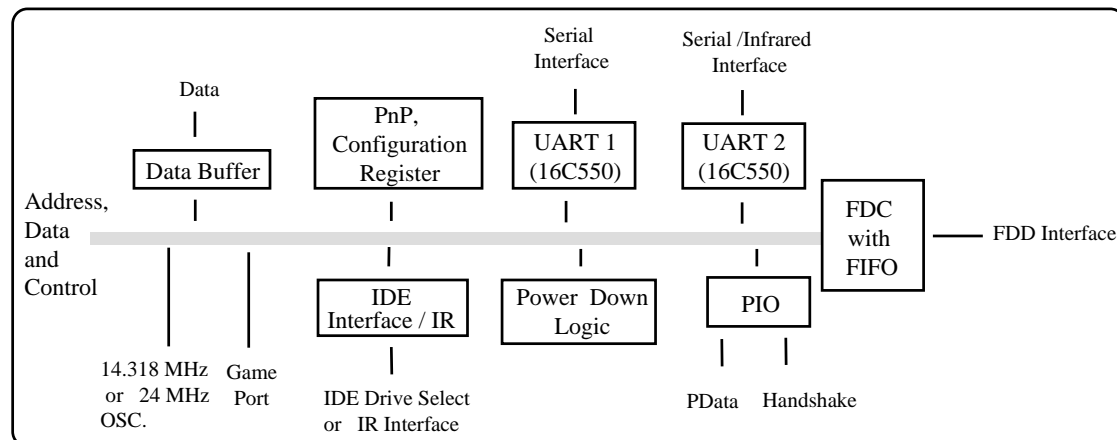 Serial
Interface
Serial /Infrared
Interface
Data
PnP,
Configuration
Register
UART 1
(16C550)
UART 2
(16C550)
Data Buffer
Address,
Data
and
Control
FDC
with
FIFO
FDD Interface
IDE
Interface / IR
Power Down
Logic
PIO
14.318 MHz
or 24 MHz
OSC.
Game
Port
IDE Drive Select
or IR Interface
PData
Handshake